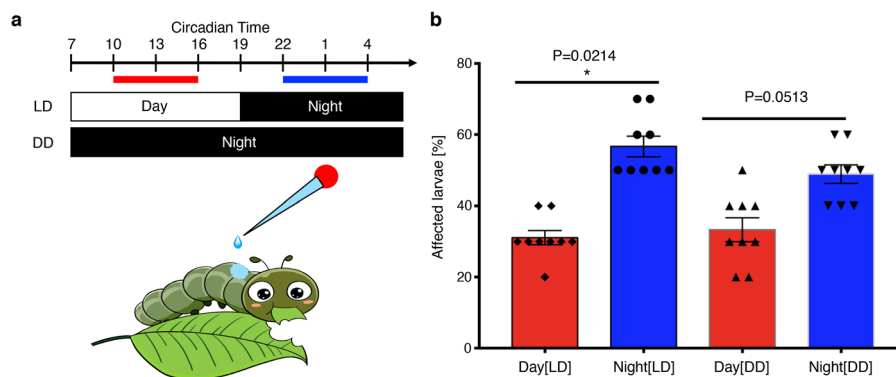 a
Circadian Time
7 10 13 16 19 22 1 4
LD Day Night
DD Night
b
Affected larvae [%]
80
60
40
20
0
P=0.0214
*
P=0.0513
Day[LD] Night[LD] Day[DD] Night[DD]